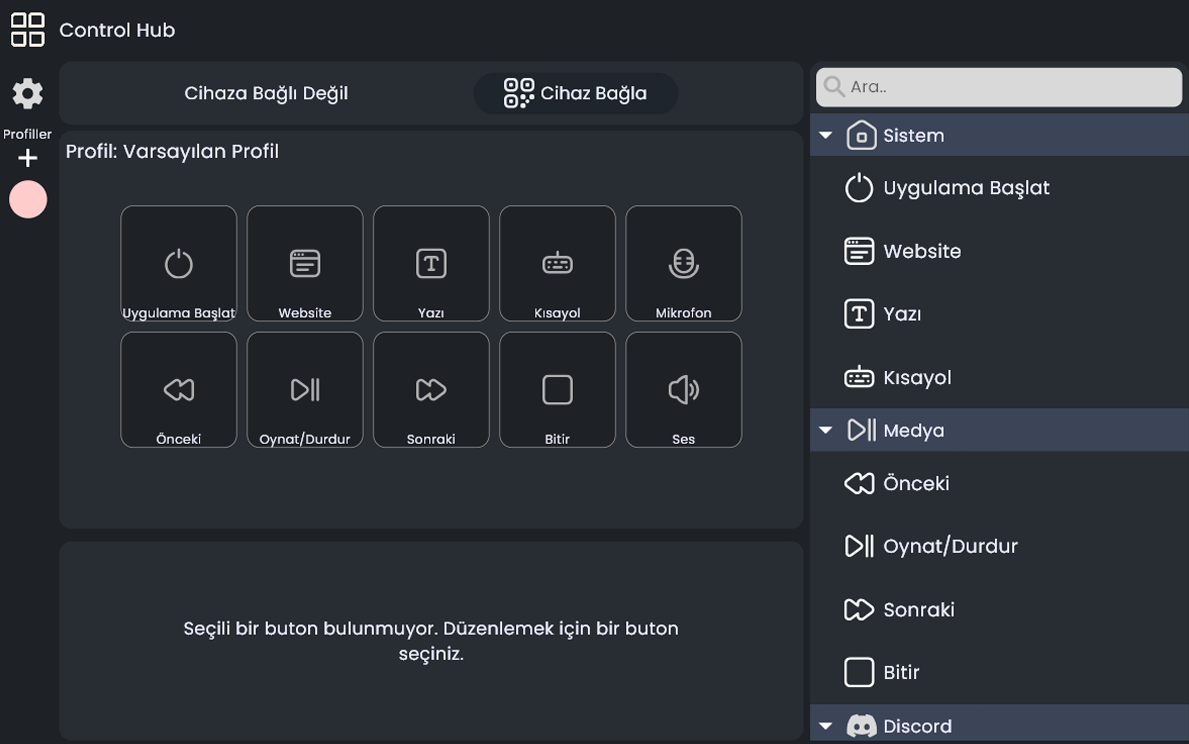 Control Hub
Profiller
Cihaza Bağlı Değil
Cihaz Bağla
Profil: Varsayılan Profil
Uygulama Başlat
Website
Yazı
Kısayol
Mikrofon
Önceki
Oynat/Durdur
Sonraki
Bitir
Ses
Seçili bir buton bulunmuyor. Düzenlemek için bir buton
seçiniz.
Ara..
Sistem
Uygulama Başlat
Website
Yazı
Kısayol
Medya
Önceki
Oynat/Durdur
Sonraki
Bitir
Discord